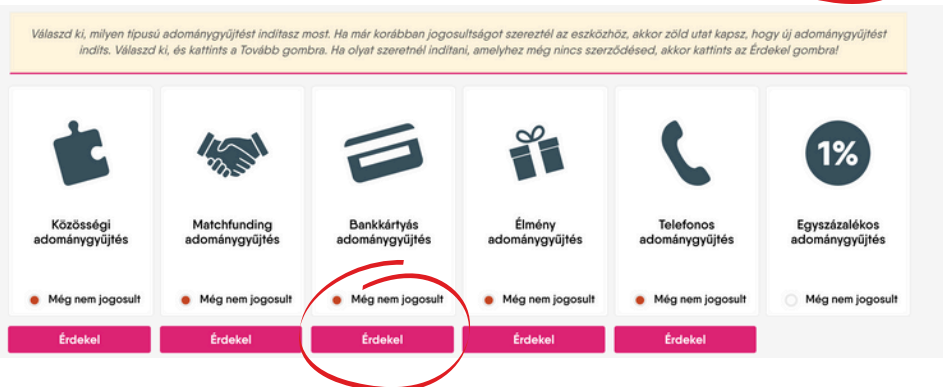 Válaszd ki, milyen típusú adománygyűjtést indítasz most. Ha már korábban jogosultságot szereztél az eszközhöz, akkor zöld utat kapsz, hogy új adománygyűjtést
indíts. Válaszd ki, és kattints a Tovább gombra. Ha olyat szeretnél indítani, amelyhez még nincs szerződésed, akkor kattints az Érdekel gombra!
1%
Közösségi
adománygyűjtés
Matchfunding
adománygyűjtés
Bankkártyás
adománygyűjtés
Élmény
adománygyűjtés
Telefonos
adománygyűjtés
Egyszázalékos
adománygyűjtés
Még nem jogosult
Még nem jogosult
Még nem jogosult
Még nem jogosult
Még nem jogosult
Még nem jogosult
Érdekel
Érdekel
Érdekel
Érdekel
Érdekel